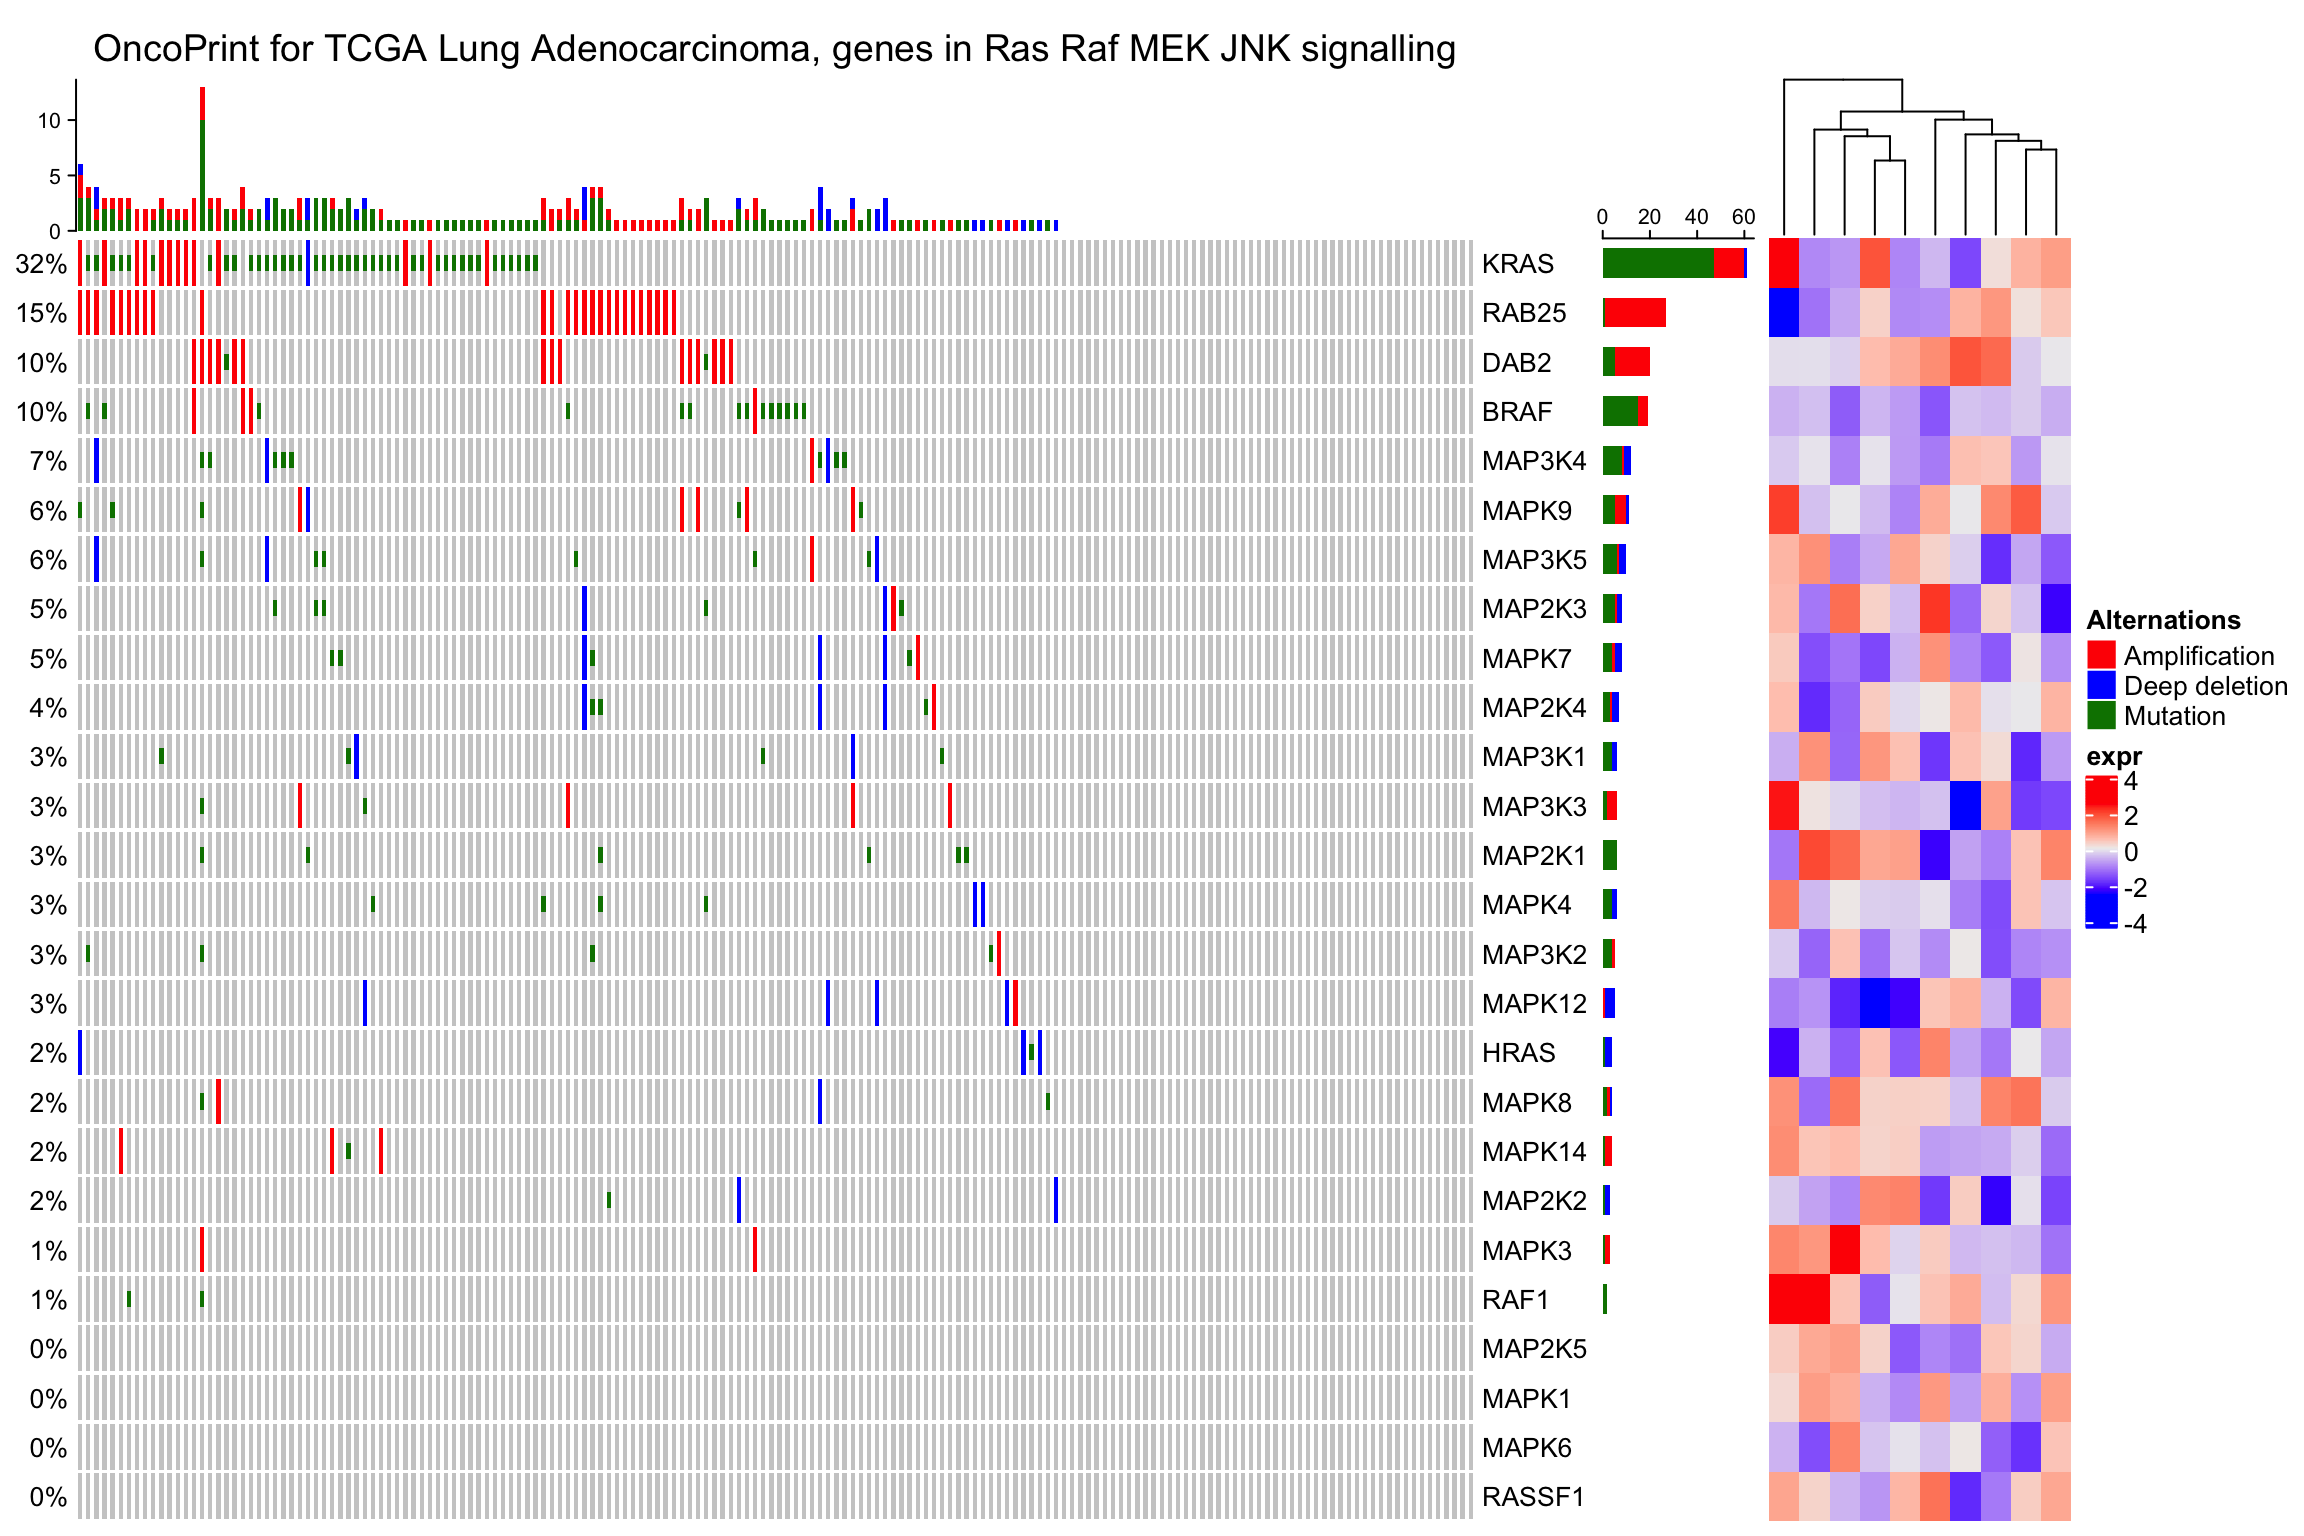 OncoPrint for TCGA Lung Adenocarcinoma, genes in Ras Raf MEK JNK signalling
10
5
0
0 20 40 60
32% KRAS
15% RAB25
10% DAB2
10% BRAF
7% MAP3K4
6% MAPK9
6% MAP3K5
5% MAP2K3
5% MAPK7
4% MAP2K4
3% MAP3K1
3% MAP3K3
3% MAP2K1
3% MAPK4
3% MAP3K2
3% MAPK12
2% HRAS
2% MAPK8
2% MAPK14
2% MAP2K2
1% MAPK3
1% RAF1
0% MAP2K5
0% MAPK1
0% MAPK6
0% RASSF1
Alternations
Amplification
Deep deletion
Mutation
expr
4
2
0
-2
-4